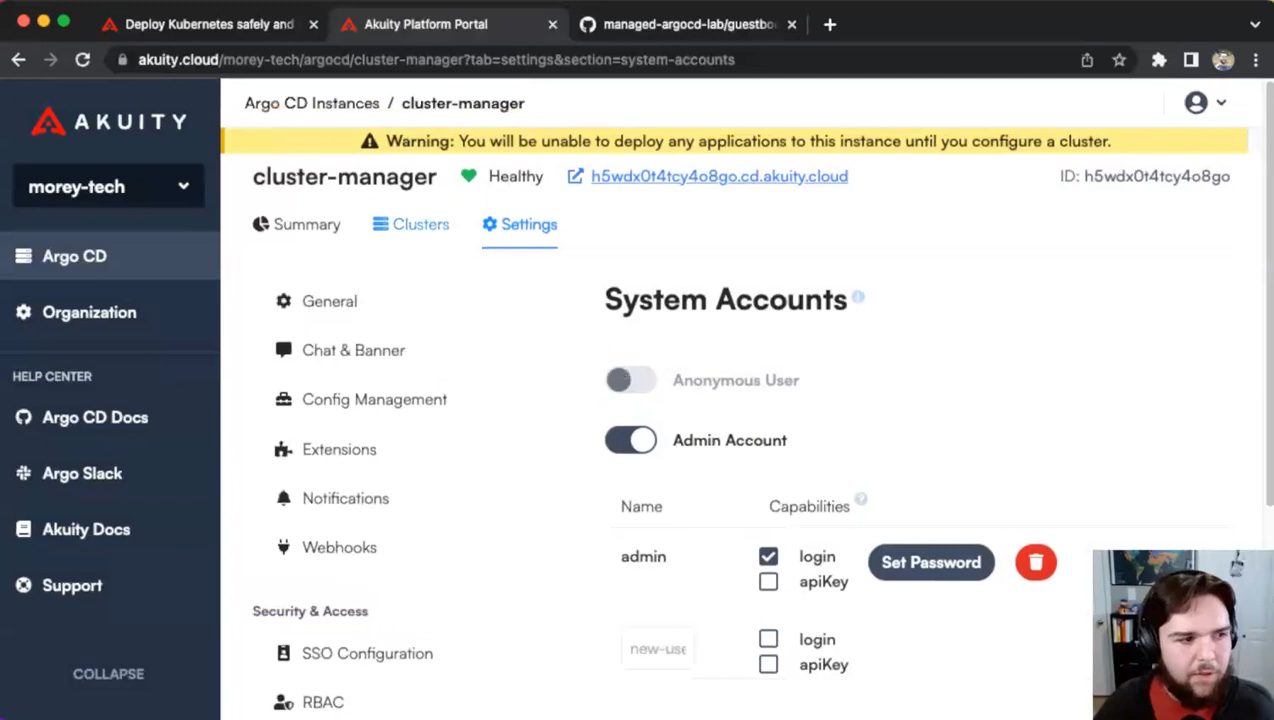 Deploy Kubernetes safely and
Akuity Platform Portal
managed-argocd-lab/guestbo
akuity.cloud/morey-tech/argocd/cluster-manager?tab=settings&section=system-accounts
AKUITY
morey-tech
Argo CD
Organization
HELP CENTER
Argo CD Docs
Argo Slack
Akuity Docs
Support
COLLAPSE
Argo CD Instances / cluster-manager
Warning: You will be unable to deploy any applications to this instance until you configure a cluster.
cluster-manager Healthy h5wdx0t4tcy4o8go.cd.akuity.cloud ID: h5wdx0t4tcy4o8go
Summary Clusters Settings
General
Chat & Banner
Config Management
Extensions
Notifications
Webhooks
Security & Access
SSO Configuration
RBAC
System Accounts
Anonymous User
Admin Account
Name Capabilities
admin login Set Password
apiKey
new-use login
apiKey